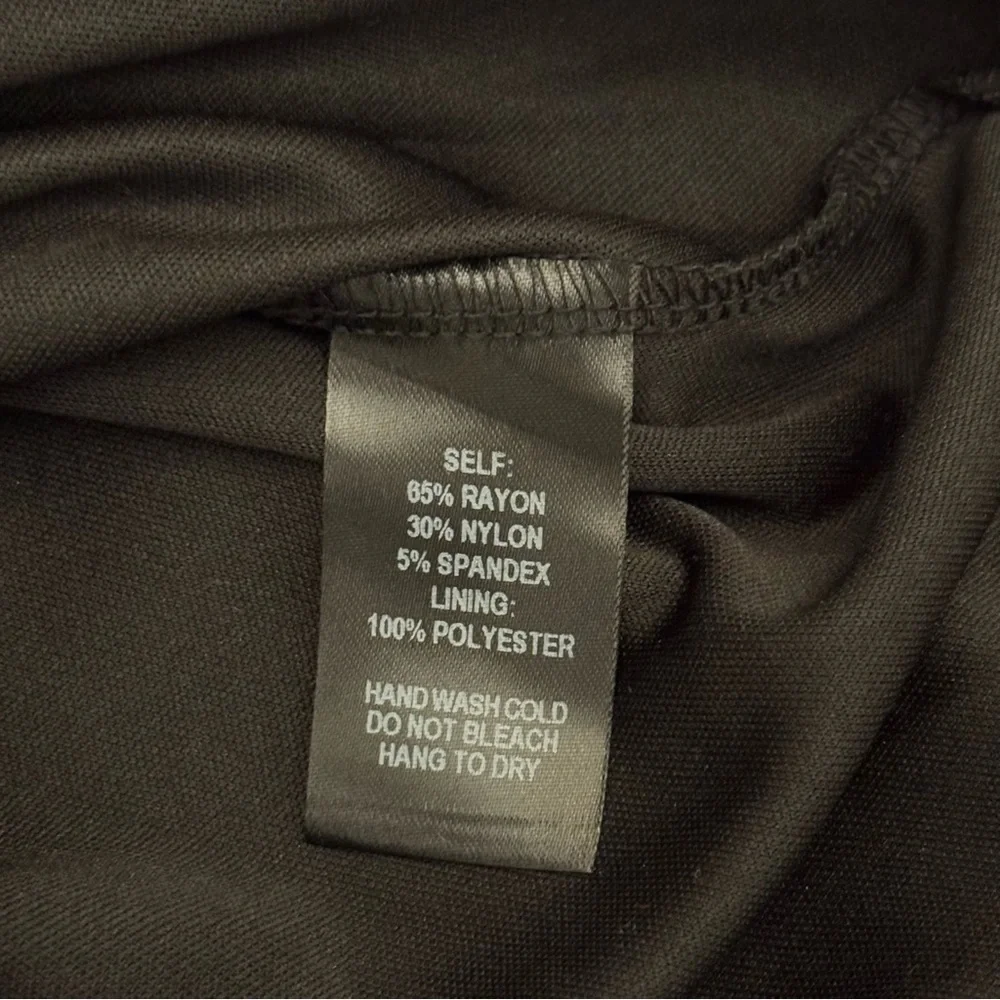 SELF:
65% RAYON
30% NYLON
5% SPANDEX
LINING:
100% POLYESTER
HAND WASH COLD
DO NOT BLEACH
HANG TO DRY